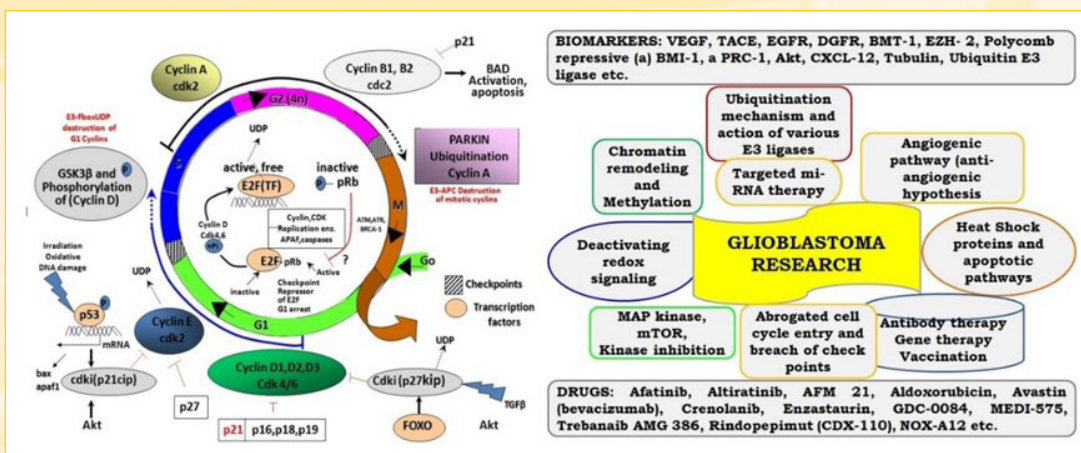 Cyclin A
cdk2
Cyclin B1, B2
cdc2
p21
BAD
Activation,
apoptosis
G2 (4n)
E3-FboxUDP
destruction of
G1 Cyclins
GSK3β and
Phosphorylation
of (Cyclin D)
P
S
UDP
active, free
E2F(TF)
inactive
P
pRb
PARKIN
Ubiquitination
Cyclin A
E3-APC Destruction
of mitotic cyclins
M
Cyclin D
Cdk4,6
+Pi
Cyclin,CDK
Replication enz.
APAF,caspases
ATM,ATR,
BRCA-1
E2F
-pRb
?
Active
inactive
Checkpoint
Repressor
of E2F
G1 arrest
Go
Irradiation
Oxidative
DNA damage
UDP
P
p53
mRNA
Cyclin E
cdk2
G1
Checkpoints
Transcription
factors
bax
apaf1
cdki(p21cip)
Akt
p27
Cyclin D1,D2,D3
Cdk 4/6
p21
p16,p18,p19
UDP
Cdki (p27kip)
FOXO
TGFβ
Akt
BIOMARKERS: VEGF, TACE, EGFR, DGFR, BMT-1, EZH- 2, Polycomb
repressive (a) BMI-1, a PRC-1, Akt, CXCL-12, Tubulin, Ubiquitin E3
ligase etc.
Ubiquitination
mechanism and
action of various
E3 ligases
Chromatin
remodeling and
Methylation
Targeted mi-
RNA therapy
Angiogenic
pathway (anti-
angiogenic
hypothesis
Deactivating
redox
signaling
GLIOBLASTOMA
RESEARCH
Heat Shock
proteins and
apoptotic
pathways
MAP kinase,
mTOR,
Kinase inhibition
Abrogated cell
cycle entry and
breach of check
points
Antibody therapy
Gene therapy
Vaccination
DRUGS: Afatinib, Altiratinib, AFM 21, Aldoxorubicin, Avastin
(bevacizumab), Crenolanib, Enzastaurin, GDC-0084, MEDI-575,
Trebanaib AMG 386, Rindopepimut (CDX-110), NOX-A12 etc.